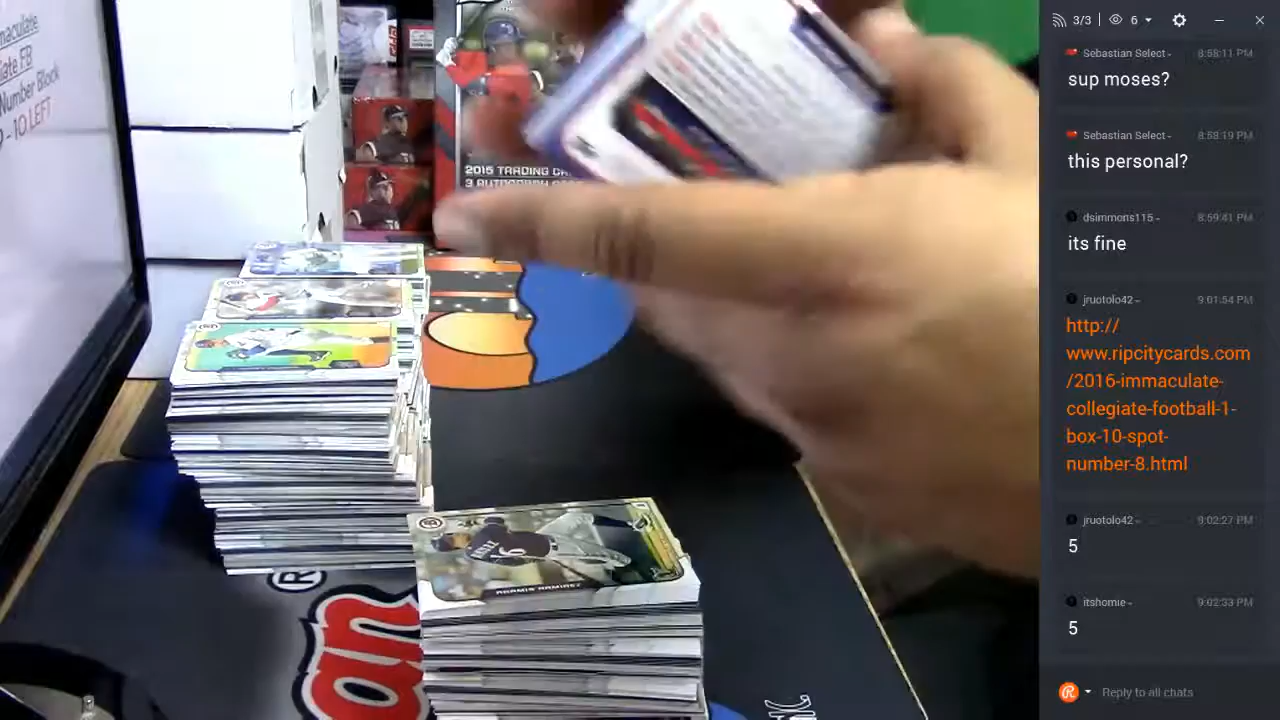 maculate
iate FB
Number Block
- 10 LEFT
2015 TRADING CA
3 AUTOGRAPH
®
an
3/3
6
Sebastian Select-
8:58:11 PM
sup moses?
Sebastian Select-
8:58:19 PM
this personal?
dsimmons115-
8:59:41 PM
its fine
jruotolo42-
9:01:54 PM
http://
www.ripcitycards.com
/2016-immaculate-
collegiate-football-1-
box-10-spot-
number-8.html
jruotolo42-
9:02:27 PM
5
itshomie-
9:02:33 PM
5
Reply to all chats